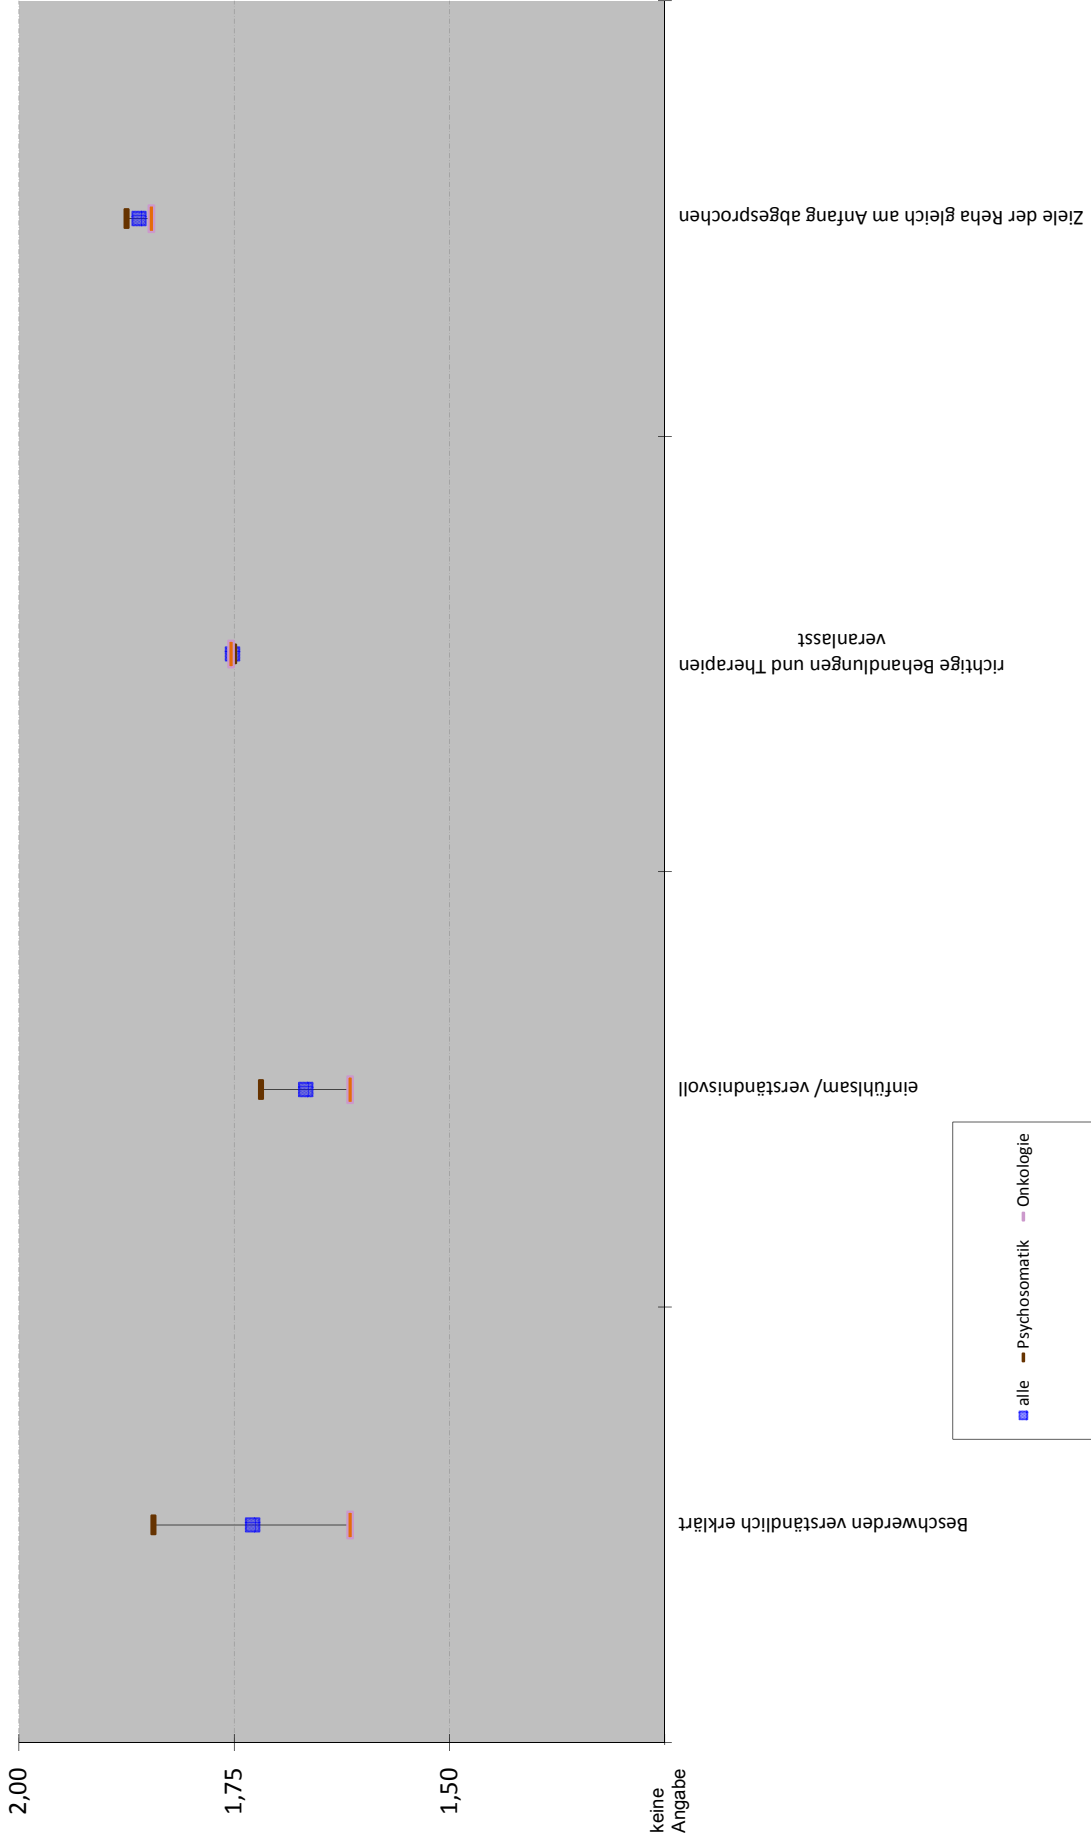 2,00
1,75
1,50
keine
Angabe
Beschwerden verständlich erklärt
einfühlsam/ verständnisvoll
richtige Behandlungen und Therapien
veranlasst
Ziele der Reha gleich am Anfang abgesprochen
alle
Psychosomatik
Onkologie